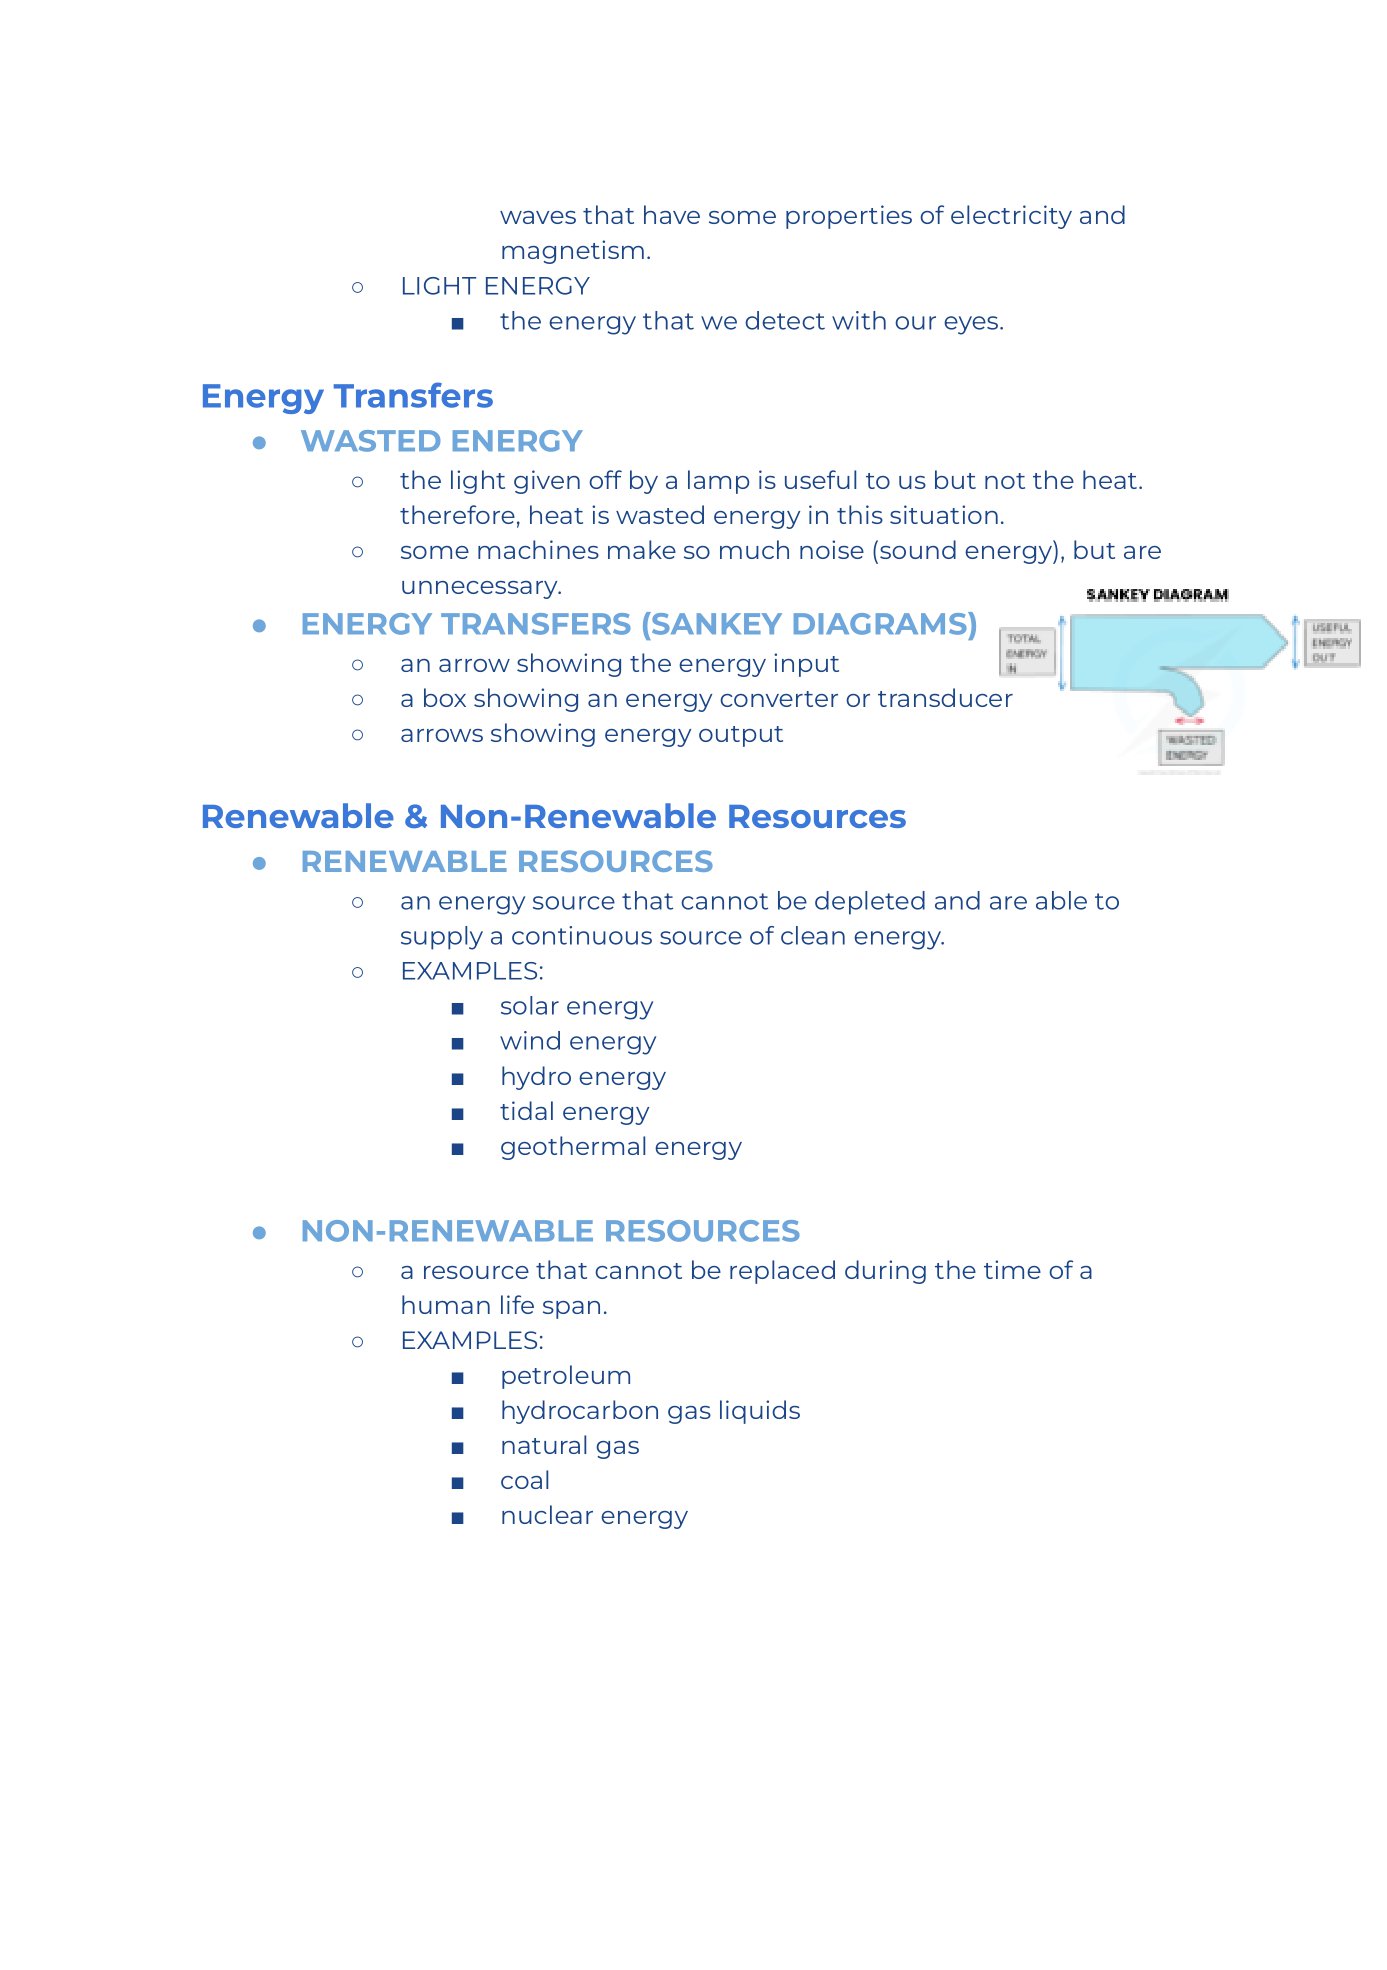 waves that have some properties of electricity and
magnetism.
○ LIGHT ENERGY
■ the energy that we detect with our eyes.
Energy Transfers
● WASTED ENERGY
○ the light given off by a lamp is useful to us but not the heat.
therefore, heat is wasted energy in this situation.
○ some machines make so much noise (sound energy), but are
unnecessary.
● ENERGY TRANSFERS (SANKEY DIAGRAMS)
○ an arrow showing the energy input
○ a box showing an energy converter or transducer
○ arrows showing energy output
SANKEY DIAGRAM
TOTAL
ENERGY
IN
USEFUL
ENERGY
OUT
WASTED
ENERGY
Renewable & Non-Renewable Resources
● RENEWABLE RESOURCES
○ an energy source that cannot be depleted and are able to
supply a continuous source of clean energy.
○ EXAMPLES:
■ solar energy
■ wind energy
■ hydro energy
■ tidal energy
■ geothermal energy
● NON-RENEWABLE RESOURCES
○ a resource that cannot be replaced during the time of a
human life span.
○ EXAMPLES:
■ petroleum
■ hydrocarbon gas liquids
■ natural gas
■ coal
■ nuclear energy